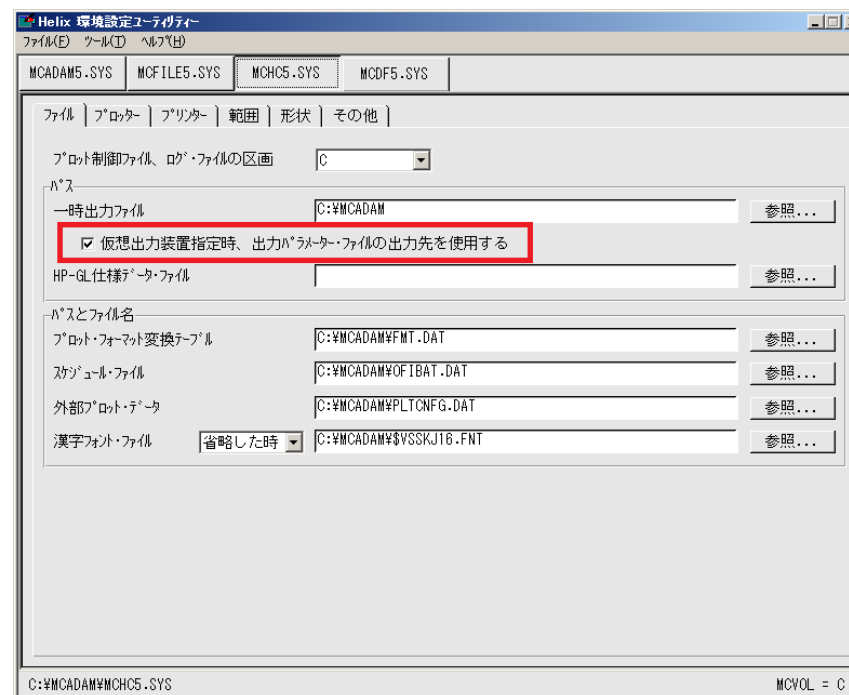 Helix 環境設定ユーティリティー
ファイル(F) ツール(T) ヘルプ(H)
MCADAM5.SYS MCFILE5.SYS MCHC5.SYS MCDF5.SYS
ファイル プロッター プリンター 範囲 形状 その他
プロット制御ファイル、ログ・ファイルの区画 C
パス
一時出力ファイル C:¥MCADAM 参照...
仮想出力装置指定時、出力パラメーター・ファイルの出力先を使用する
HP-GL仕様データ・ファイル 参照...
パスとファイル名
プロット・フォーマット変換テーブル C:¥MCADAM¥FMT.DAT 参照...
スケジュール・ファイル C:¥MCADAM¥OFIBAT.DAT 参照...
外部プロット・データ C:¥MCADAM¥PLTCNFG.DAT 参照...
漢字フォント・ファイル 省略した時 C:¥MCADAM¥$VSSKJ16.FNT 参照...
C:¥MCADAM¥MCHC5.SYS MCVOL = C